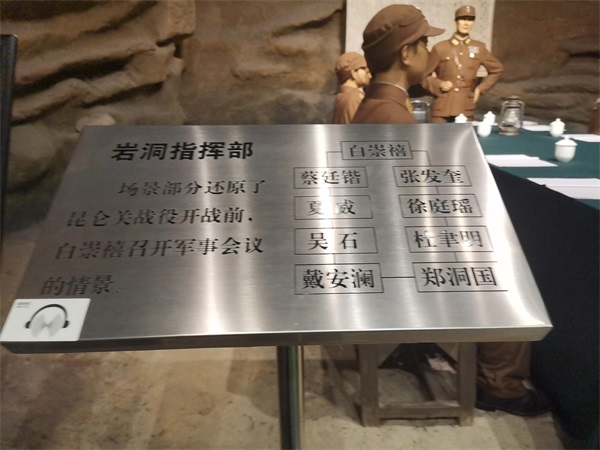 岩洞指挥部
场景部分还原了
昆仑关战役开战前，
白崇禧召开军事会议
的情景
白崇禧
蔡廷锴 张发奎
夏威 徐庭瑶
吴石 杜聿明
戴安澜 郑洞国